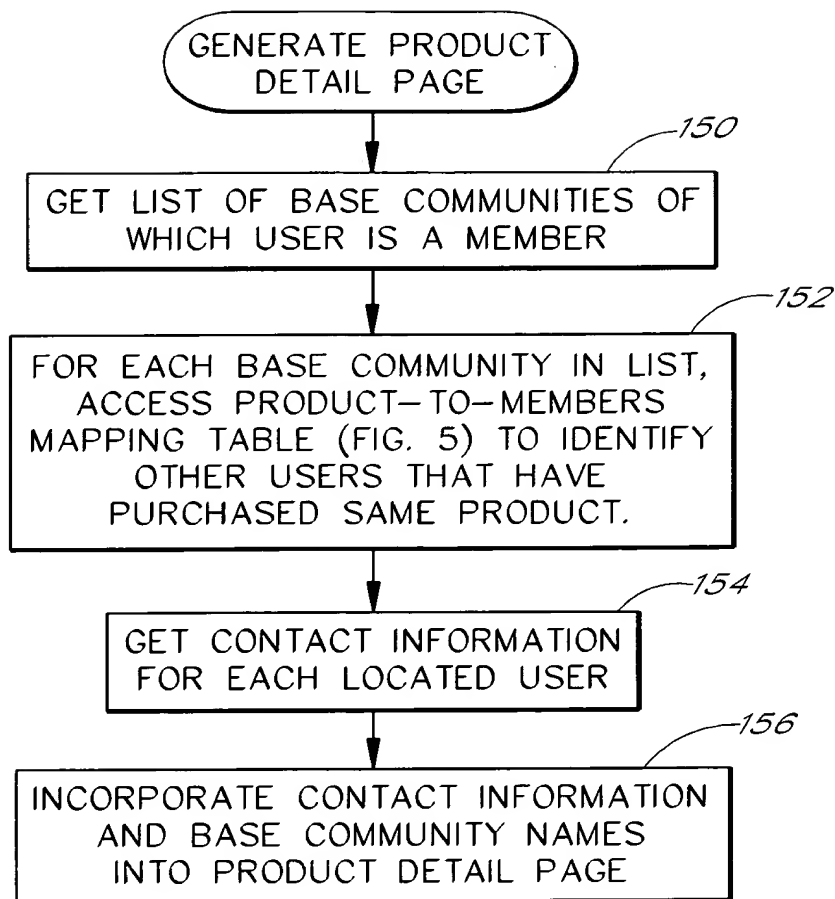 GENERATE PRODUCT
DETAIL PAGE
150
GET LIST OF BASE COMMUNITIES OF
WHICH USER IS A MEMBER
152
FOR EACH BASE COMMUNITY IN LIST,
ACCESS PRODUCT-TO-MEMBERS
MAPPING TABLE (FIG. 5) TO IDENTIFY
OTHER USERS THAT HAVE
PURCHASED SAME PRODUCT.
154
GET CONTACT INFORMATION
FOR EACH LOCATED USER
156
INCORPORATE CONTACT INFORMATION
AND BASE COMMUNITY NAMES
INTO PRODUCT DETAIL PAGE